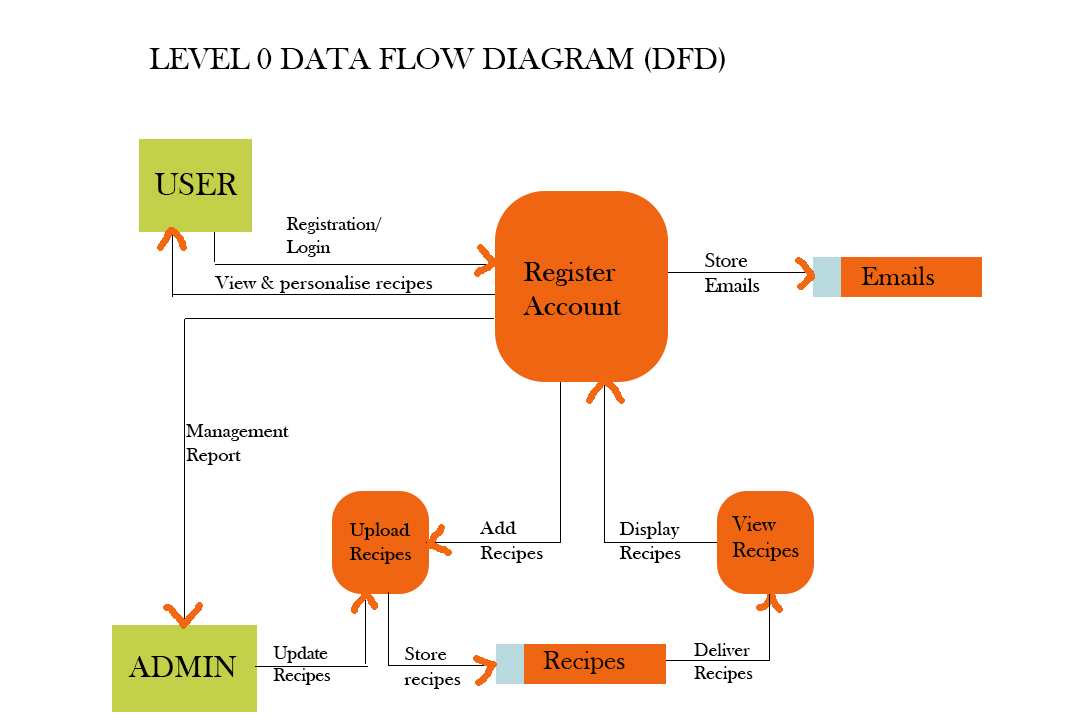 LEVEL 0 DATA FLOW DIAGRAM (DFD)
USER
Registration/
Login
View & personalise recipes
Register
Account
Store
Emails
Emails
Management
Report
Upload
Recipes
Add
Recipes
Display
Recipes
View
Recipes
ADMIN
Update
Recipes
Store
recipes
Recipes
Deliver
Recipes